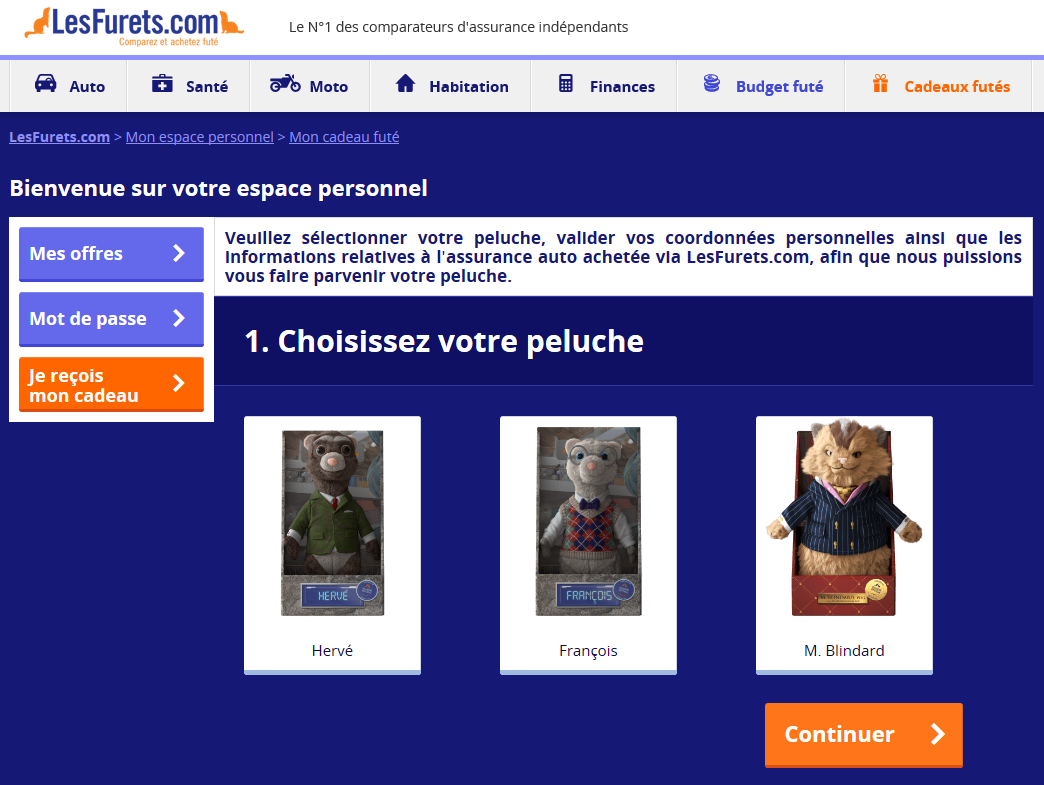 LesFurets.com
Comparez et achetez futé
Le N°1 des comparateurs d'assurance indépendants
Auto
Santé
Moto
Habitation
Finances
Budget futé
Cadeaux futés
LesFurets.com > Mon espace personnel > Mon cadeau futé
Bienvenue sur votre espace personnel
Mes offres
Mot de passe
Je reçois
mon cadeau
Veuillez sélectionner votre peluche, valider vos coordonnées personnelles ainsi que les
informations relatives à l'assurance auto achetée via LesFurets.com, afin que nous puissions
vous faire parvenir votre peluche.
1. Choisissez votre peluche
HERVÉ
FRANÇOIS
Hervé
François
M. Blindard
Continuer